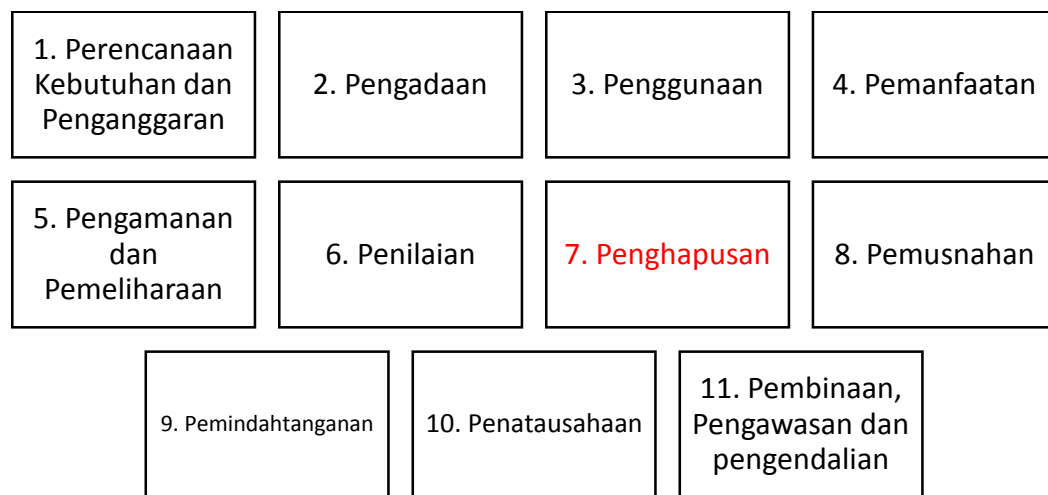 1. Perencanaan
Kebutuhan dan
Penganggaran
2. Pengadaan
3. Penggunaan
4. Pemanfaatan
5. Pengamanan
dan
Pemeliharaan
6. Penilaian
7. Penghapusan
8. Pemusnahan
9. Pemindahtanganan
10. Penatausahaan
11. Pembinaan,
Pengawasan dan
pengendalian